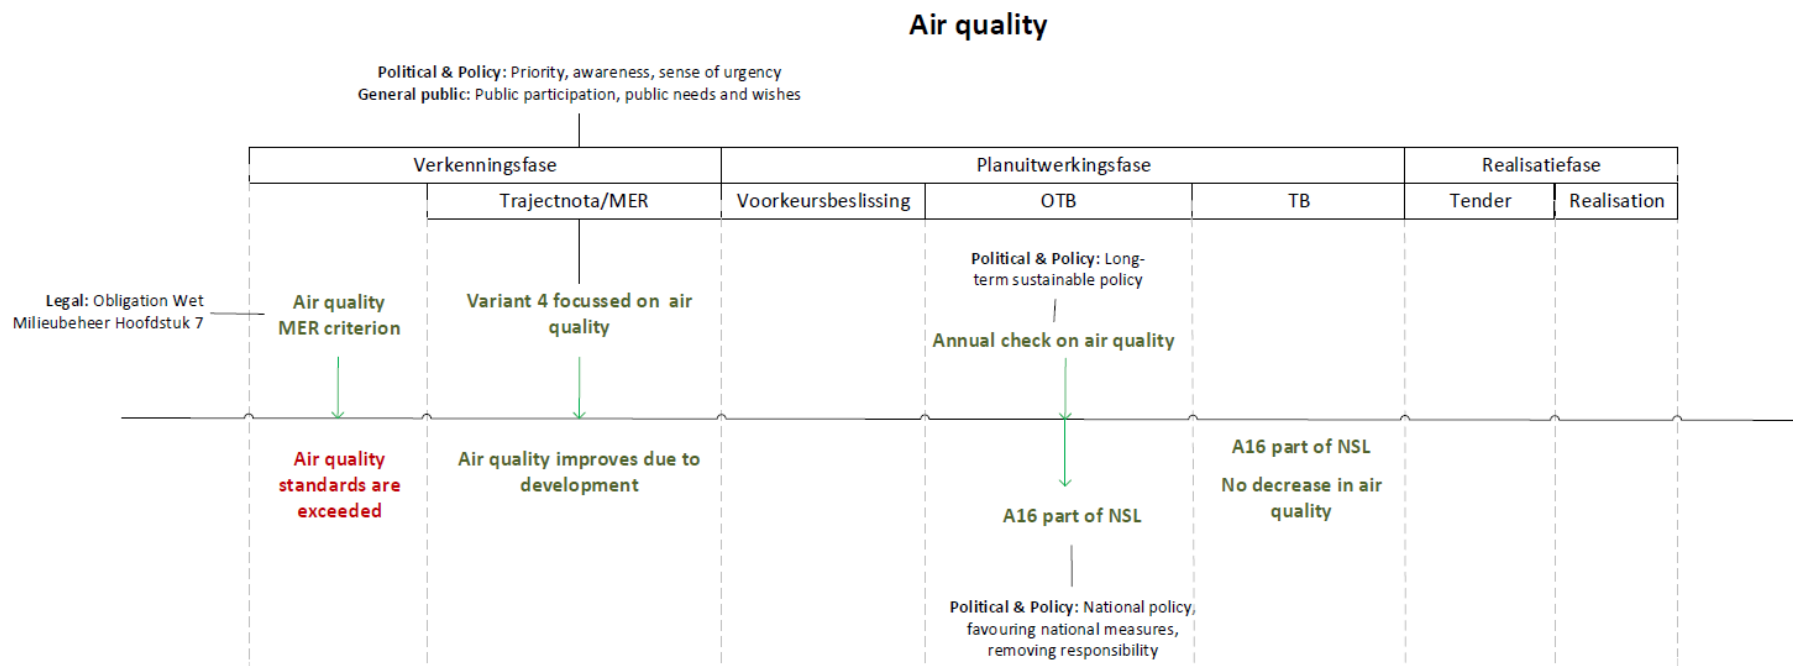 Air quality
Political & Policy: Priority, awareness, sense of urgency
General public: Public participation, public needs and wishes
Verkenningsfase
Planuitwerkingsfase
Realisatiefase
Trajectnota/MER
Voorkeursbeslissing
OTB
TB
Tender
Realisation
Legal: Obligation Wet
Milieubeheer Hoofdstuk 7
Air quality
MER criterion
Variant 4 focussed on air
quality
Political & Policy: Long-
term sustainable policy
Annual check on air quality
Air quality
standards are
exceeded
Air quality improves due to
development
A16 part of NSL
Political & Policy: National policy,
favouring national measures,
removing responsibility
A16 part of NSL
No decrease in air
quality